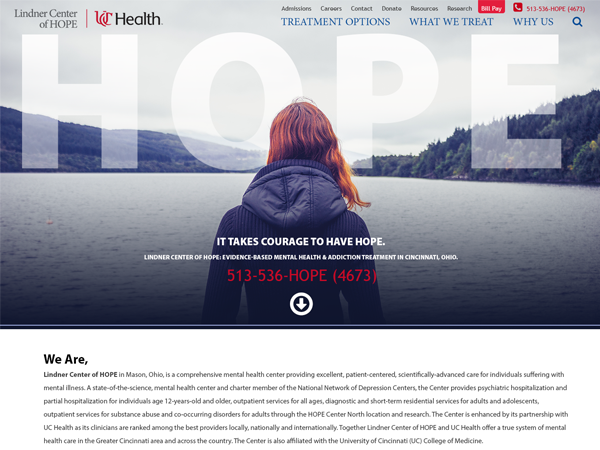 Lindner Center
of HOPE
UC Health.
Admissions Careers Contact Donate Resources Research Bill Pay 513-536-HOPE (4673)
TREATMENT OPTIONS WHAT WE TREAT WHY US
HOPE
IT TAKES COURAGE TO HAVE HOPE.
LINDNER CENTER OF HOPE: EVIDENCE-BASED MENTAL HEALTH & ADDICTION TREATMENT IN CINCINNATI, OHIO.
513-536-HOPE (4673)
We Are,
Lindner Center of HOPE in Mason, Ohio, is a comprehensive mental health center providing excellent, patient-centered, scientifically-advanced care for individuals suffering with
mental illness. A state-of-the-science, mental health center and charter member of the National Network of Depression Centers, the Center provides psychiatric hospitalization and
partial hospitalization for individuals age 12-years-old and older, outpatient services for all ages, diagnostic and short-term residential services for adults and adolescents,
outpatient services for substance abuse and co-occurring disorders for adults through the HOPE Center North location and research. The Center is enhanced by its partnership with
UC Health as its clinicians are ranked among the best providers locally, nationally and internationally. Together Lindner Center of HOPE and UC Health offer a true system of mental
health care in the Greater Cincinnati area and across the country. The Center is also affiliated with the University of Cincinnati (UC) College of Medicine.